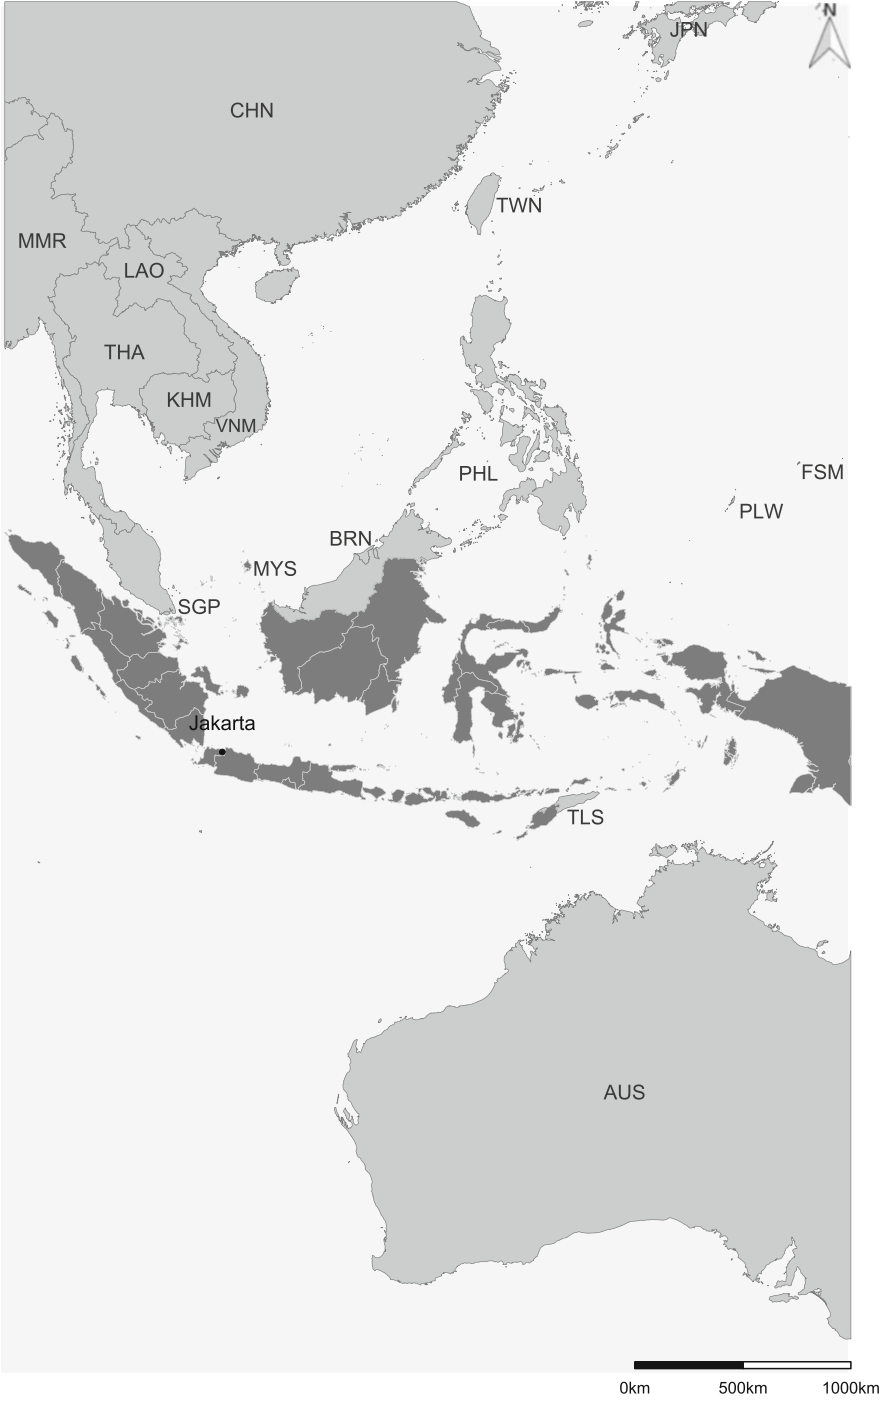 N
JPN
CHN
TWN
MMR
LAO
THA
KHM
VNM
PHL
FSM
PLW
BRN
MYS
SGP
Jakarta
TLS
AUS
0km 500km 1000km